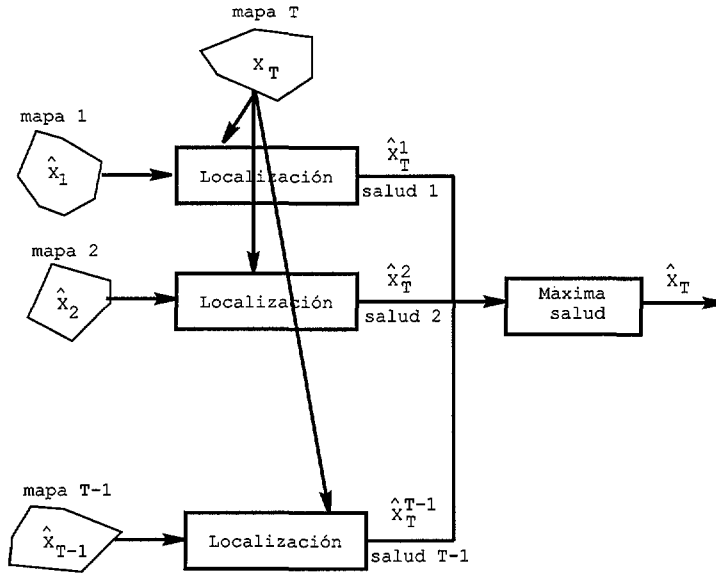 mapa T
X_T
mapa 1
X̂_1
Localización
X̂_T^1
salud 1
mapa 2
X̂_2
Localización
X̂_T^2
salud 2
Máxima
salud
X̂_T
mapa T-1
X̂_{T-1}
Localización
X̂_T^{T-1}
salud T-1